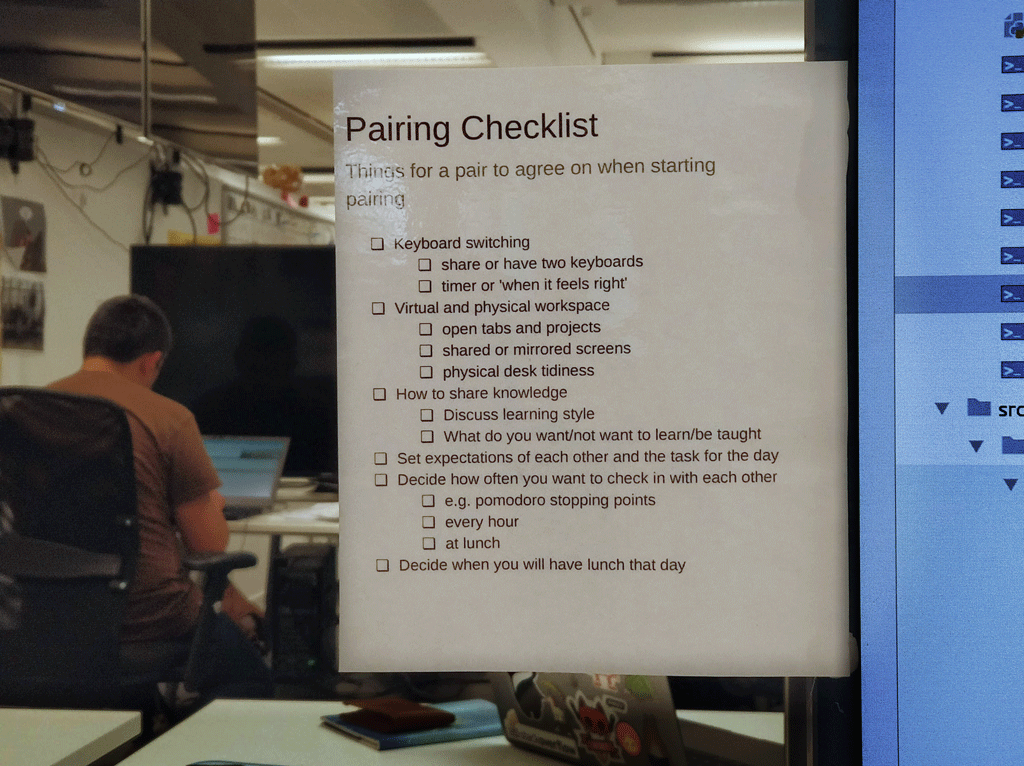 Pairing Checklist
Things for a pair to agree on when starting
pairing
❏ Keyboard switching
❏ share or have two keyboards
❏ timer or 'when it feels right'
❏ Virtual and physical workspace
❏ open tabs and projects
❏ shared or mirrored screens
❏ physical desk tidiness
❏ How to share knowledge
❏ Discuss learning style
❏ What do you want/not want to learn/be taught
❏ Set expectations of each other and the task for the day
❏ Decide how often you want to check in with each other
❏ e.g. pomodoro stopping points
❏ every hour
❏ at lunch
❏ Decide when you will have lunch that day
src